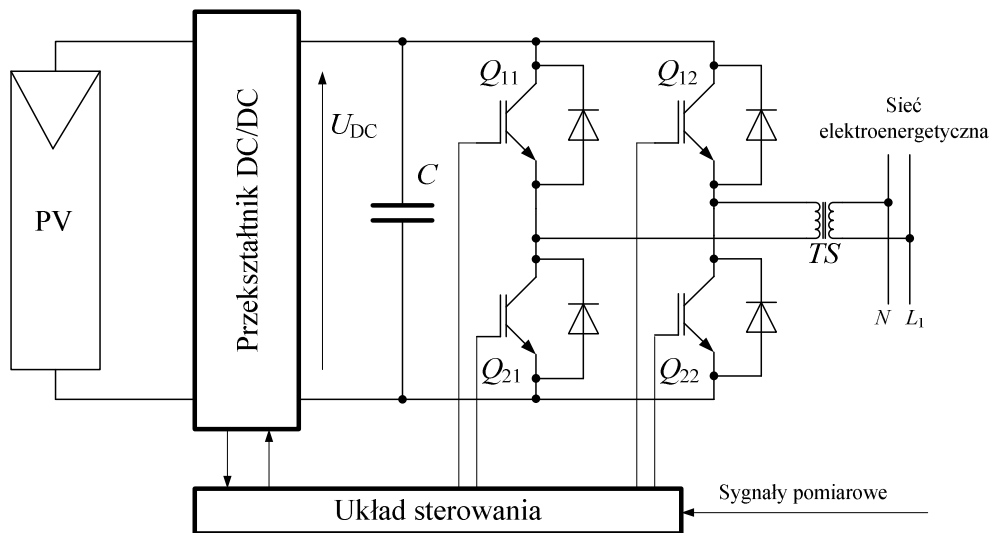 PV
Przekształtnik DC/DC
U_DC
C
Q11
Q12
Sieć
elektroenergetyczna
TS
N
L1
Q21
Q22
Układ sterowania
Sygnały pomiarowe